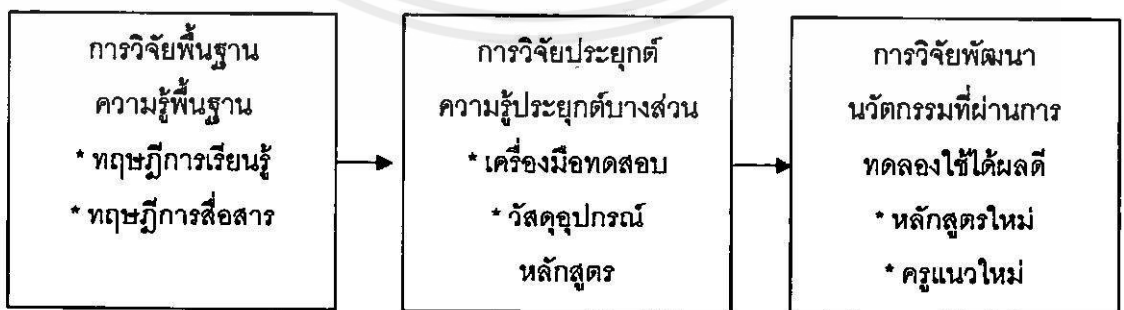 การวิจัยพื้นฐาน
ความรู้พื้นฐาน
* ทฤษฎีการเรียนรู้
* ทฤษฎีการสื่อสาร
การวิจัยประยุกต์
ความรู้ประยุกต์บางส่วน
* เครื่องมือทดสอบ
* วัสดุอุปกรณ์
หลักสูตร
การวิจัยพัฒนา
นวัตกรรมที่ผ่านการ
ทดลองใช้ได้ผลดี
* หลักสูตรใหม่
* ครูแนวใหม่